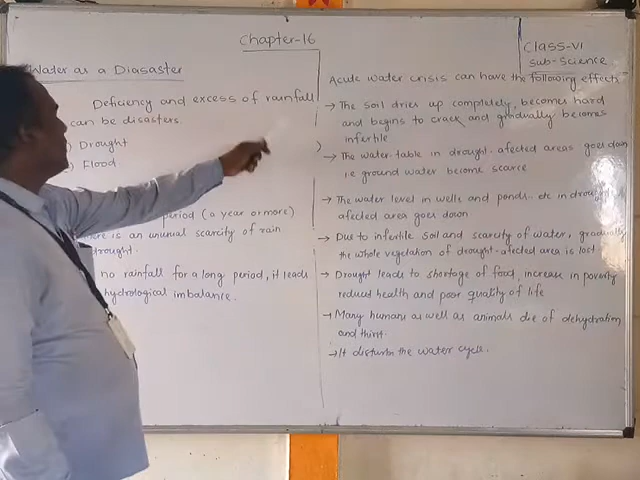 Chapter-16
Class-VI
Sub-Science
Water as a Diasaster
Deficiency and excess of rainfall
can be disasters.
) Drought
) Flood.
period (a year or more)
is an unusual scarcity of rain
drought.
no rainfall for a long period, it leads
hydrological imbalance.
Acute water crisis can have the following effect-
→ The soil dries up completely, becomes hard
and begins to crack and gradually becomes
infertile
→ The water table in drought-afected areas goes down
i.e ground water become scarce
→ The water level in wells and ponds.. etc in
afected area goes down
→ Due to infertile soil and scarcity of water, gradually
the whole vegetation of drought-afected area is lost
→ Drought leads to shortage of food, increase in poverty
reduced health and poor quality of life
→ Many humans as well as animals die of dehydration
and thirst.
→ It disturbs the water cycle.